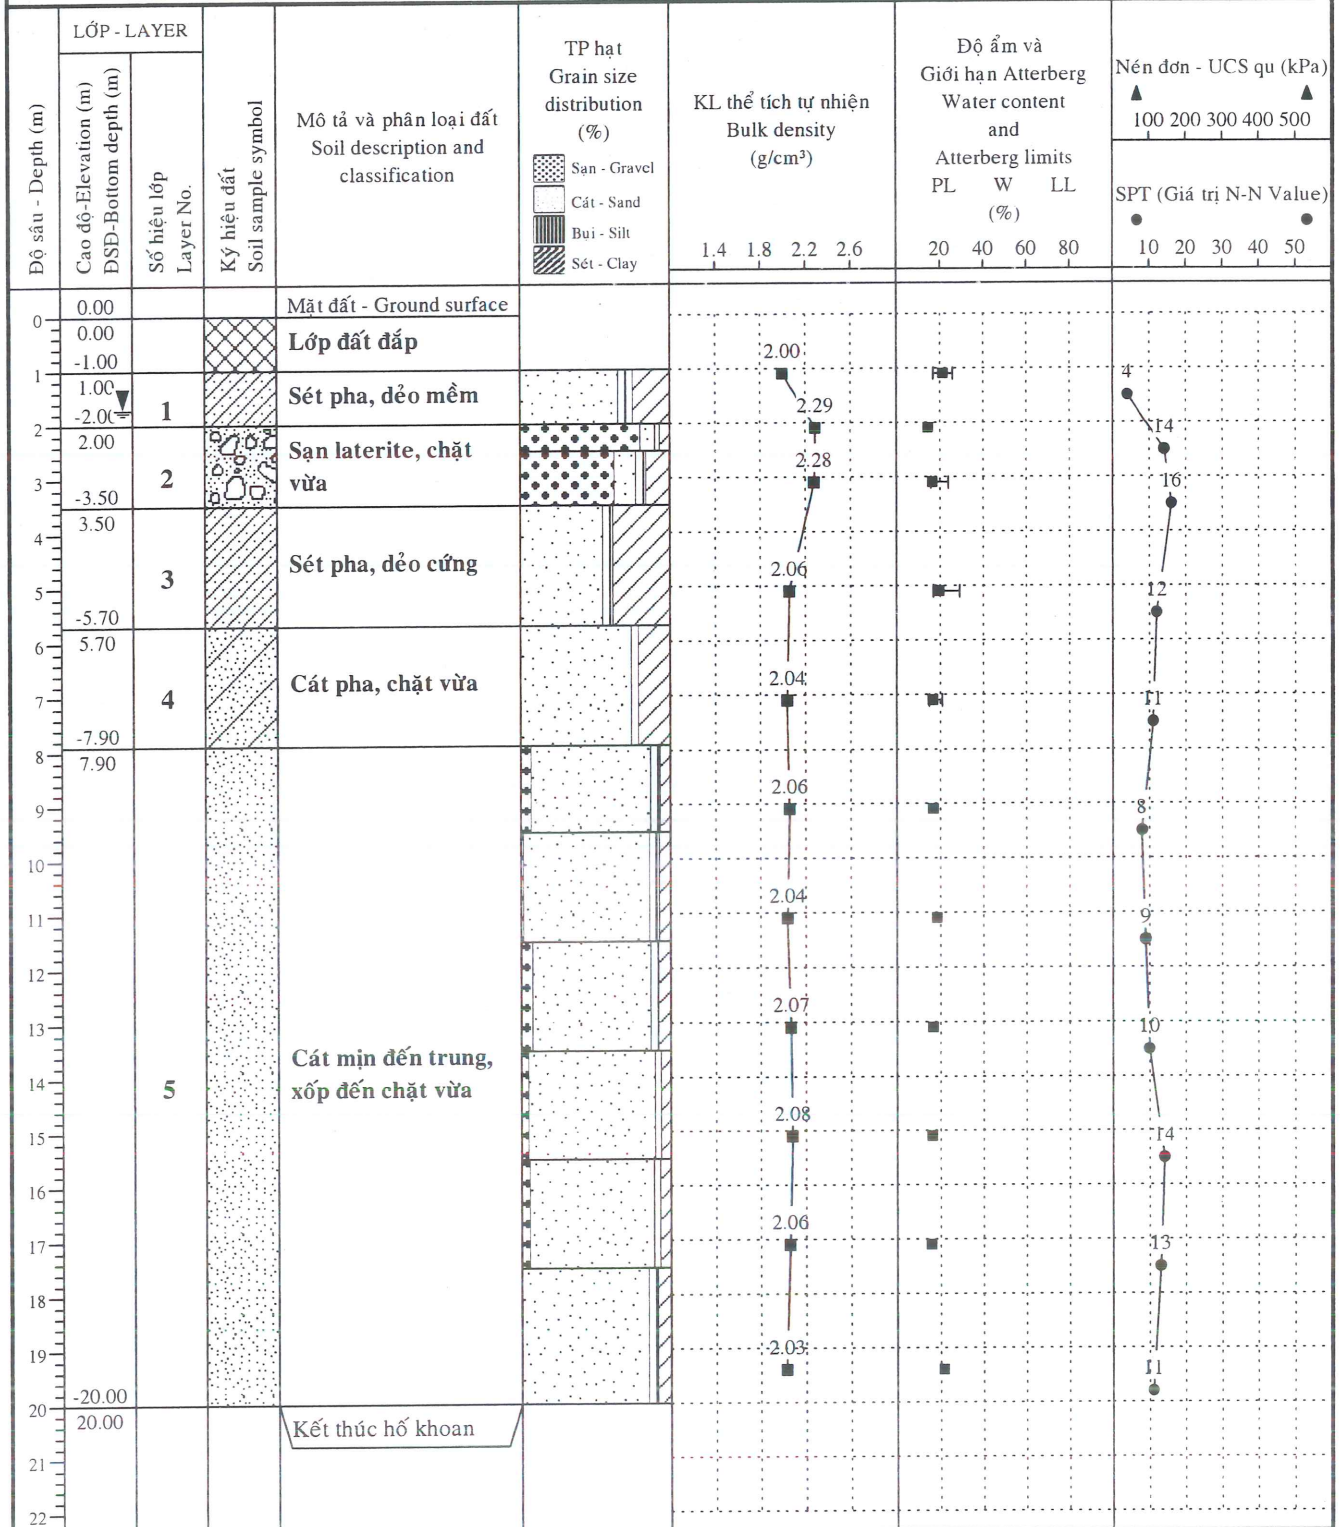 LỚP - LAYER
Độ sâu - Depth (m)
Cao độ-Elevation (m)
ĐSĐ-Bottom depth (m)
Số hiệu lớp
Layer No.
Ký hiệu đất
Soil sample symbol
Mô tả và phân loại đất
Soil description and
classification
TP hạt
Grain size
distribution
(%)
Sạn - Gravel
Cát - Sand
Bụi - Silt
Sét - Clay
KL thể tích tự nhiện
Bulk density
(g/cm³)
1.4 1.8 2.2 2.6
Độ ẩm và
Giới hạn Atterberg
Water content
and
Atterberg limits
PL W LL
(%)
20 40 60 80
Nén đơn - UCS qu (kPa)
100 200 300 400 500
SPT (Giá trị N-N Value)
10 20 30 40 50
0.00
Mặt đất - Ground surface
0
0.00
-1.00
Lớp đất đắp
1
1.00
-2.00
1
Sét pha, dẻo mềm
2
2.00
-3.50
2
Sạn laterite, chặt
vừa
3
3.50
-5.70
3
Sét pha, dẻo cứng
4
5
5.70
-7.90
4
Cát pha, chặt vừa
6
7
8
7.90
-20.00
5
Cát mịn đến trung,
xốp đến chặt vừa
9
10
11
12
13
14
15
16
17
18
19
20
20.00
Kết thúc hố khoan
21
22
2.00
2.29
2.28
2.06
2.04
2.06
2.04
2.07
2.08
2.06
2.03
4
14
16
12
11
8
9
10
14
13
11